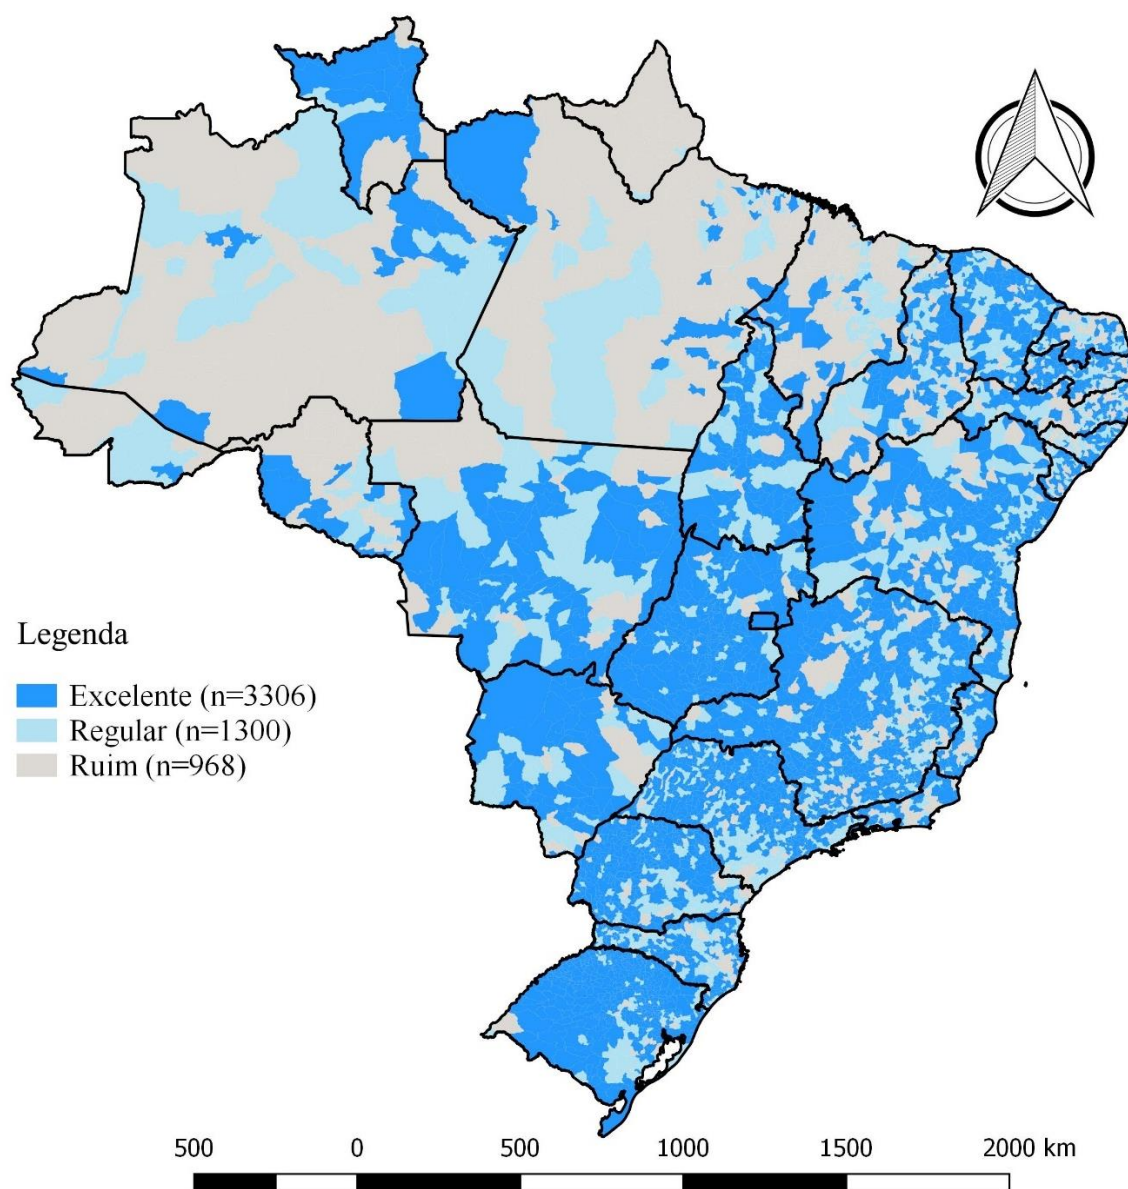 Legenda
Excelente (n=3306)
Regular (n=1300)
Ruim (n=968)
500 0 500 1000 1500 2000 km